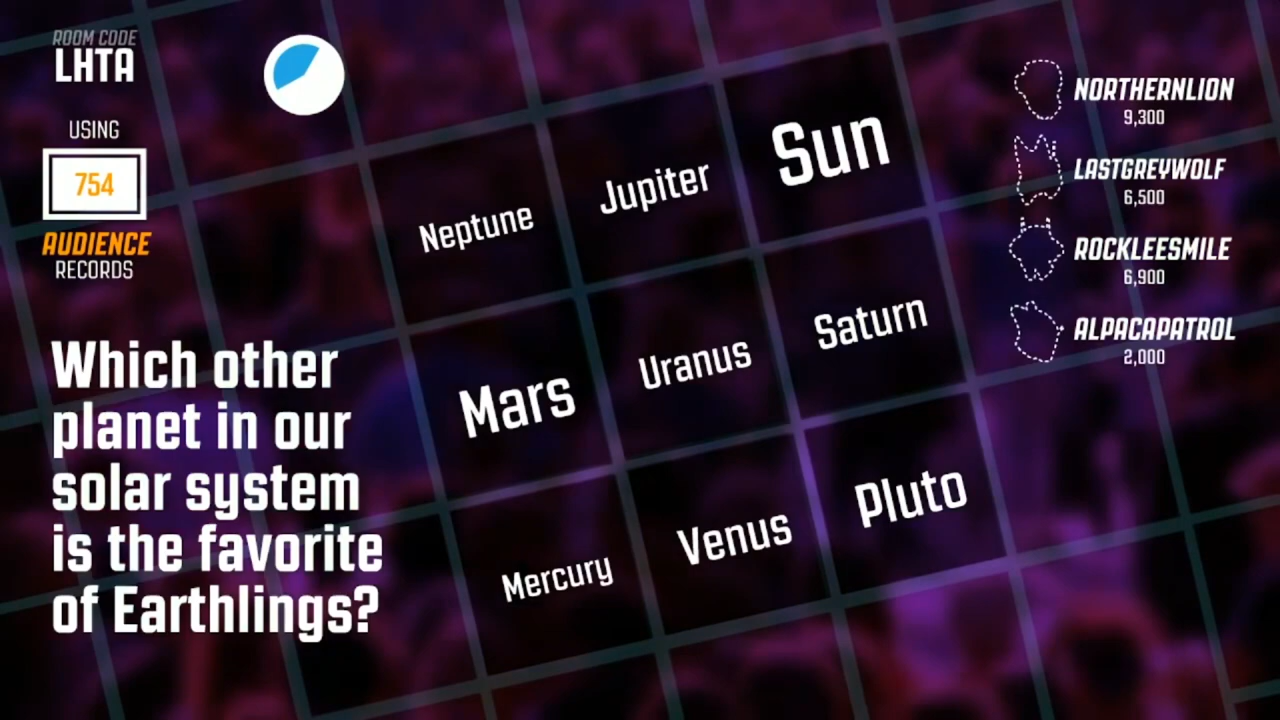 ROOM CODE
LHTA
USING
754
AUDIENCE
RECORDS
Which other
planet in our
solar system
is the favorite
of Earthlings?
Neptune
Jupiter
Sun
Mars
Uranus
Saturn
Mercury
Venus
Pluto
NORTHERNLION
9,300
LASTGREYWOLF
6,500
ROCKLEESMILE
6,900
ALPACAPATROL
2,000